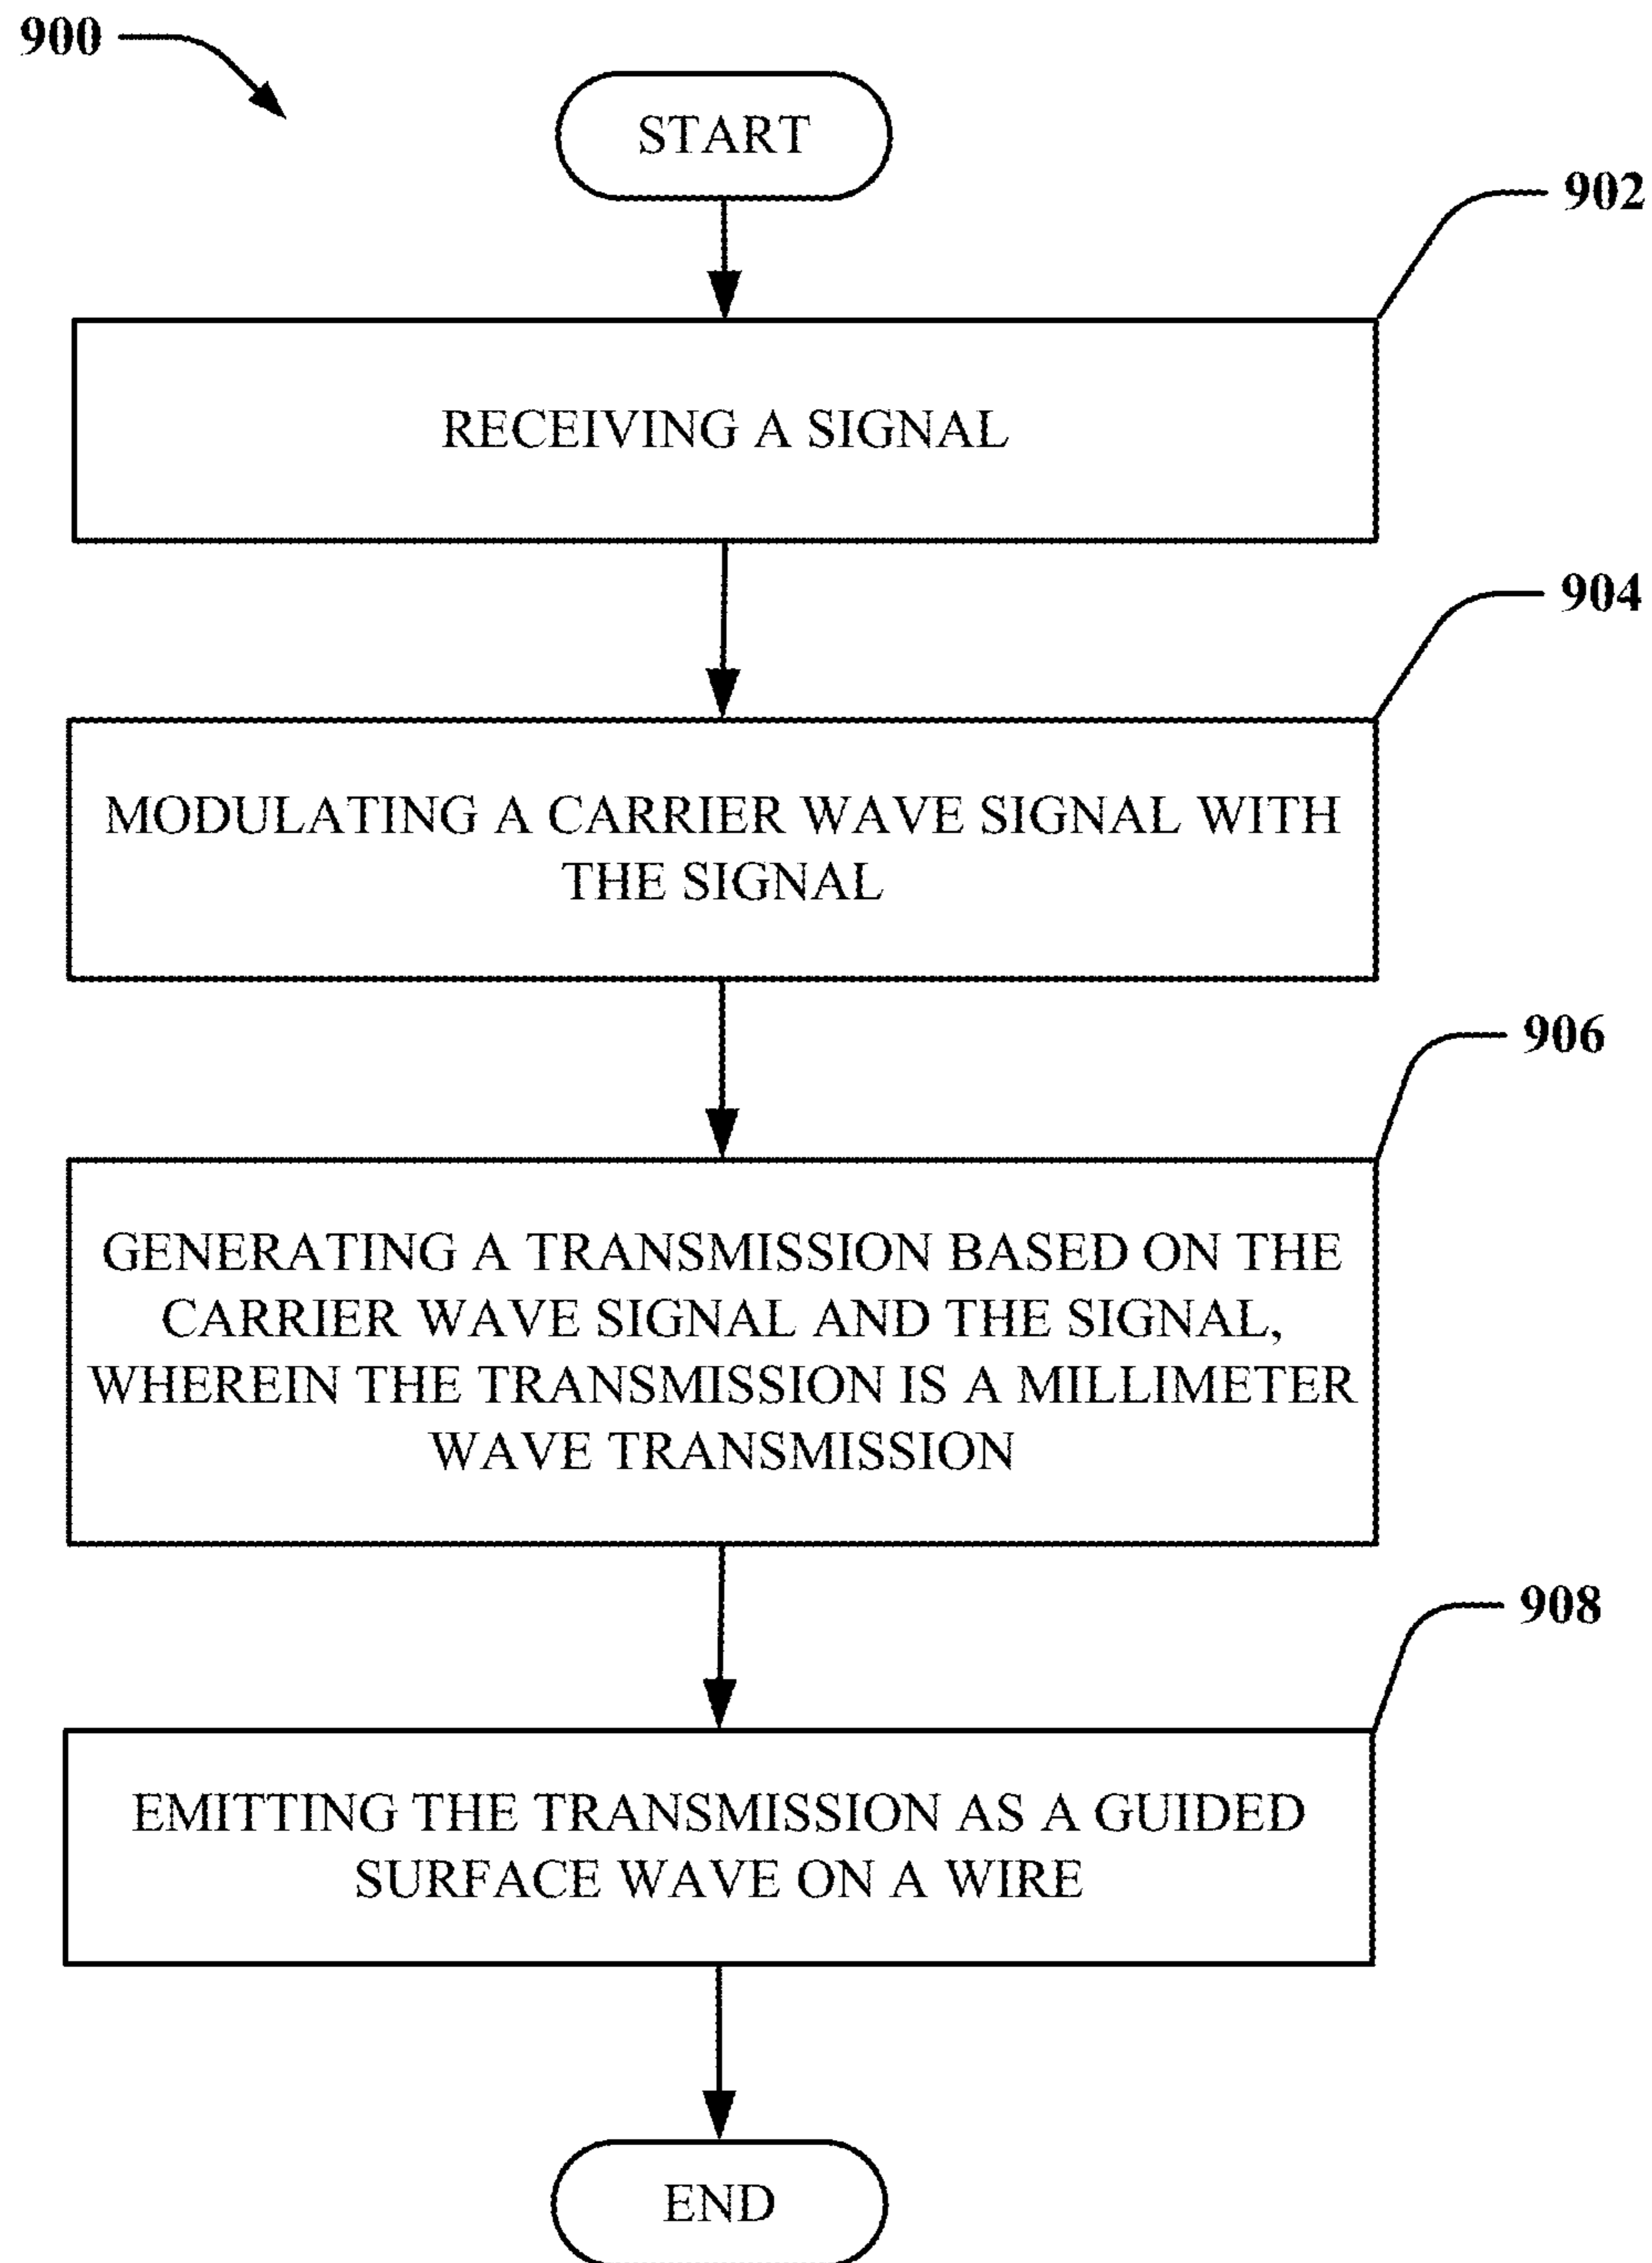 900
START
902
RECEIVING A SIGNAL
904
MODULATING A CARRIER WAVE SIGNAL WITH
THE SIGNAL
906
GENERATING A TRANSMISSION BASED ON THE
CARRIER WAVE SIGNAL AND THE SIGNAL,
WHEREIN THE TRANSMISSION IS A MILLIMETER
WAVE TRANSMISSION
908
EMITTING THE TRANSMISSION AS A GUIDED
SURFACE WAVE ON A WIRE
END